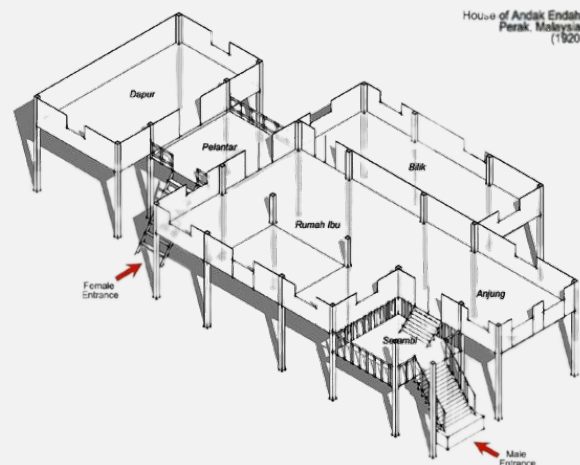 House of Andak Endah
Perak, Malaysia
(1920
Dapur
Pelantar
Bilik
Rumah Ibu
Female
Entrance
Anjung
Serambi
Male
Entrance